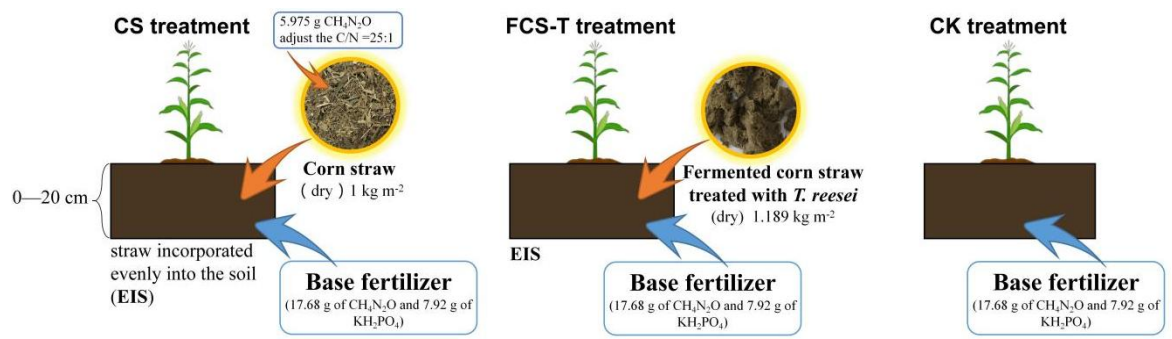 CS treatment
5.975 g CH₄N₂O
adjust the C/N =25:1
Corn straw
( dry ) 1 kg m⁻²
0—20 cm
straw incorporated
evenly into the soil
(EIS)
Base fertilizer
(17.68 g of CH₄N₂O and 7.92 g of
KH₂PO₄)
FCS-T treatment
Fermented corn straw
treated with T. reesei
(dry) 1.189 kg m⁻²
EIS
Base fertilizer
(17.68 g of CH₄N₂O and 7.92 g of
KH₂PO₄)
CK treatment
Base fertilizer
(17.68 g of CH₄N₂O and 7.92 g of
KH₂PO₄)